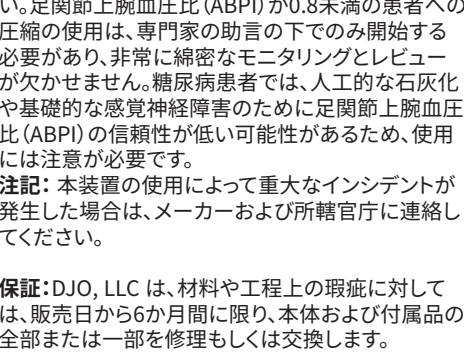 い。足関節上腕血圧比（ABPI）が0.8未満の患者への
圧縮の使用は、専門家の助言の下でのみ開始する
必要があり、非常に綿密なモニタリングとレビュー
が欠かせません。糖尿病患者では、人工的な石灰化
や基礎的な感覚神経障害のために足関節上腕血圧
比（ABPI）の信頼性が低い可能性があるため、使用
には注意が必要です。
注記： 本装置の使用によって重大なインシデントが
発生した場合は、メーカーおよび所轄官庁に連絡し
てください。
保証：DJO, LLC は、材料や工程上の瑕疵に対して
は、販売日から6か月間に限り、本体および付属品の
全部または一部を修理もしくは交換します。